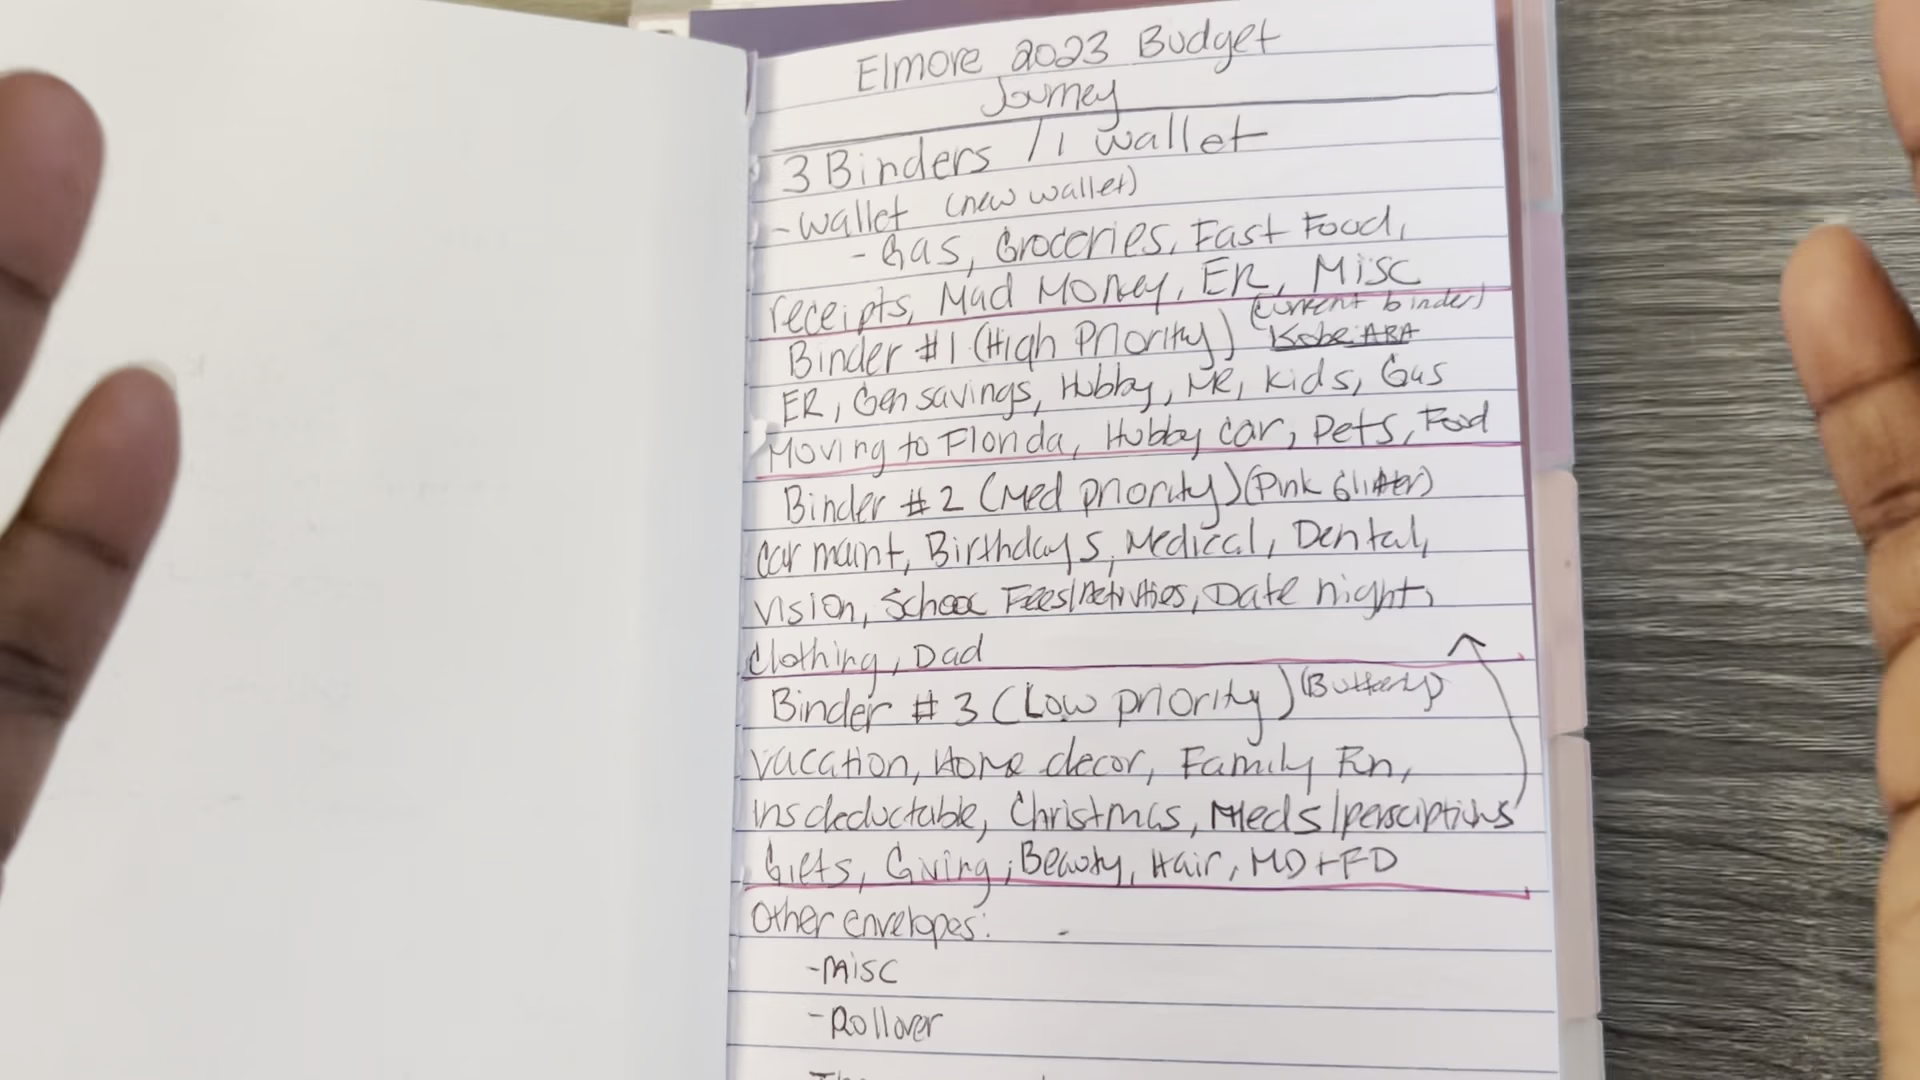 Elmore 2023 Budget
Journey
3 Binders / 1 wallet
- wallet (new wallet)
- Gas, Groceries, Fast Food,
receipts, Mad Money, ER, Misc
Binder #1 (High Priority) (current binder)
ER, Gen savings, Hubby, MR, Kids, Gas
Moving to Florida, Hubby car, Pets, Food
Binder #2 (Med priority) (Pink Glitter)
car maint, Birthdays, Medical, Dental,
vision, School Fees/Activities, Date night,
Clothing, Dad
Binder #3 (Low priority) (Butterfly)
vacation, Home decor, Family Fun,
ins deductable, Christmas, Meds/persciptions
Gifts, Giving, Beauty, Hair, MD+FD
Other envelopes:
-Misc
-Rollover